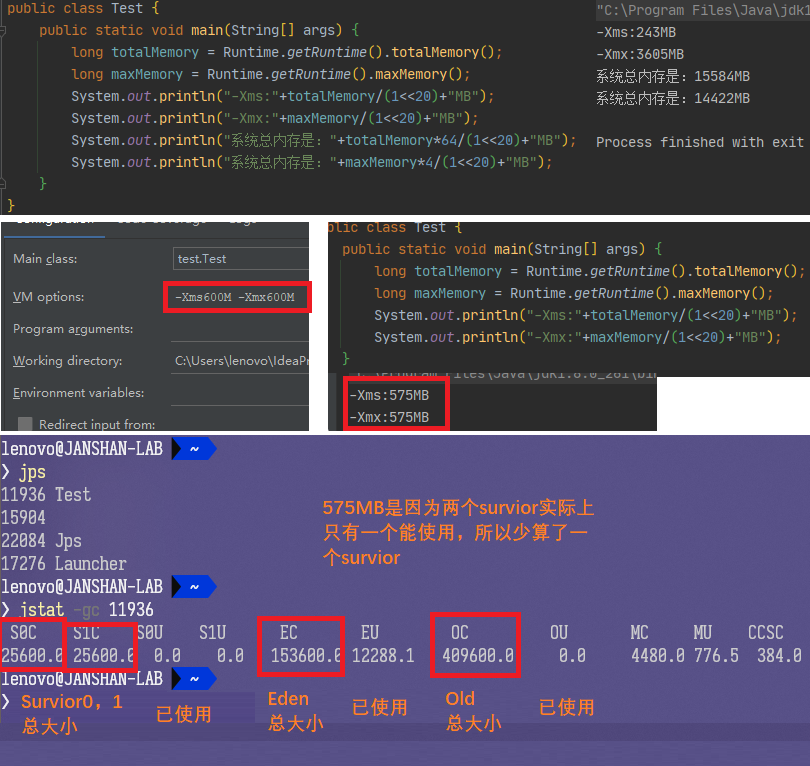 public class Test {
public static void main(String[] args) {
long totalMemory = Runtime.getRuntime().totalMemory();
long maxMemory = Runtime.getRuntime().maxMemory();
System.out.println("-Xms:"+totalMemory/(1<<20)+"MB");
System.out.println("-Xmx:"+maxMemory/(1<<20)+"MB");
System.out.println("系统总内存是："+totalMemory*64/(1<<20)+"MB");
System.out.println("系统总内存是："+maxMemory*4/(1<<20)+"MB");
}
}
"C:\Program Files\Java\jdk1
-Xms:243MB
-Xmx:3605MB
系统总内存是：15584MB
系统总内存是：14422MB
Process finished with exit
Main class:
test.Test
VM options:
-Xms600M -Xmx600M
Program arguments:
Working directory:
C:\Users\lenovo\IdeaPr
Environment variables:
Redirect input from:
blic class Test {
public static void main(String[] args) {
long totalMemory = Runtime.getRuntime().totalMemory();
long maxMemory = Runtime.getRuntime().maxMemory();
System.out.println("-Xms:"+totalMemory/(1<<20)+"MB");
System.out.println("-Xmx:"+maxMemory/(1<<20)+"MB");
}
-Xms:575MB
-Xmx:575MB
lenovo@JANSHAN-LAB ~
❯ jps
11936 Test
15904
22084 Jps
17276 Launcher
575MB是因为两个survior实际上
只有一个能使用，所以少算了一
个survior
lenovo@JANSHAN-LAB ~
❯ jstat -gc 11936
S0C S1C S0U S1U EC EU OC OU MC MU CCSC
25600.0 25600.0 0.0 0.0 153600.0 12288.1 409600.0 0.0 4480.0 776.5 384.0
lenovo@JANSHAN-LAB ~
❯
Survior0，1
总大小
已使用
Eden
总大小
已使用
Old
总大小
已使用